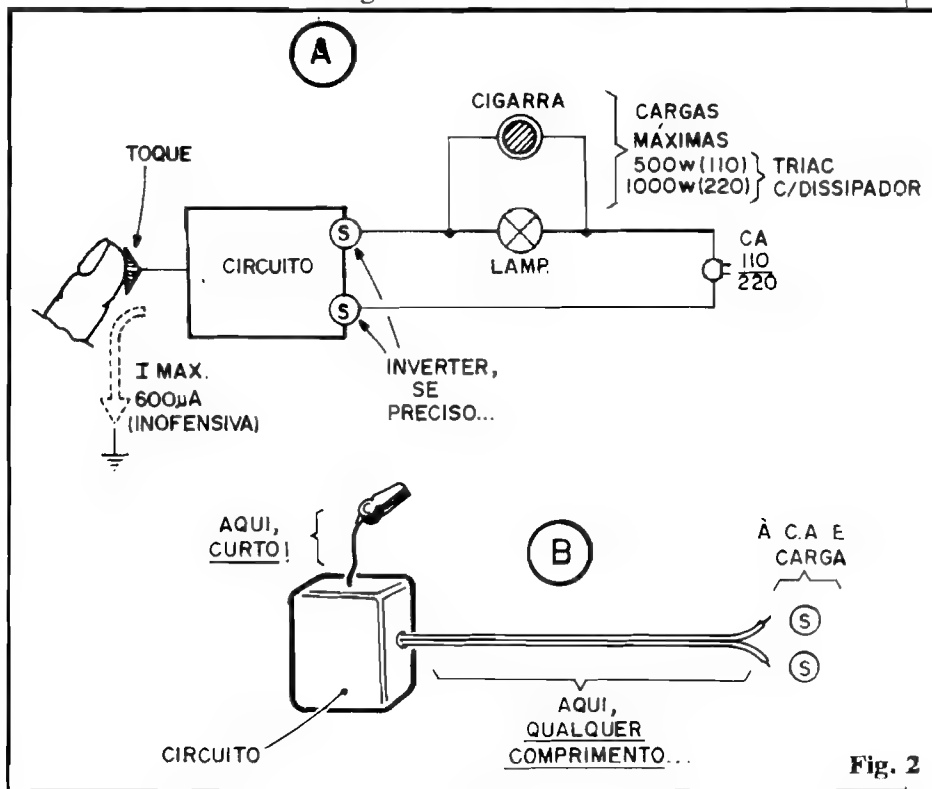 A
CIGARRA
CARGAS
MÁXIMAS
500W(110)
1000W(220)
TRIAC
C/DISSIPADOR
TOQUE
CIRCUITO
S
S
LAMP.
CA
110
220
I MAX.
600µA
(INOFENSIVA)
INVERTER,
SE
PRECISO...
AQUI,
CURTO!
B
À C.A E
CARGA
S
S
AQUI,
QUALQUER
COMPRIMENTO...
CIRCUITO
Fig. 2